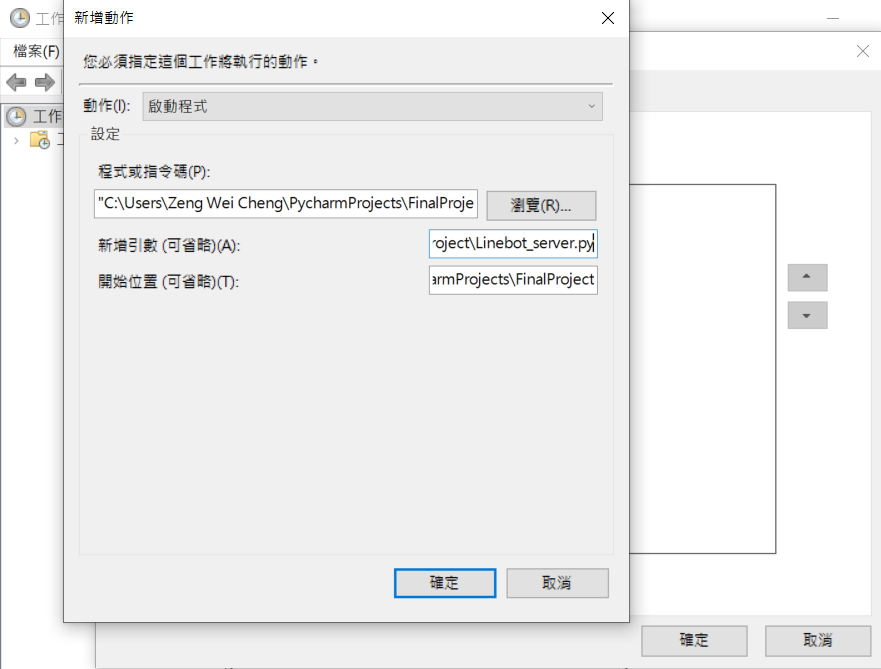 新增動作
工作
檔案(F)
您必須指定這個工作將執行的動作。
動作(I):
啟動程式
工作
設定
程式或指令碼(P):
"C:\Users\Zeng Wei Cheng\PycharmProjects\FinalProje
瀏覽(R)...
新增引數 (可省略)(A):
roject\Linebot_server.py
開始位置 (可省略)(T):
armProjects\FinalProject
確定
取消
確定
取消